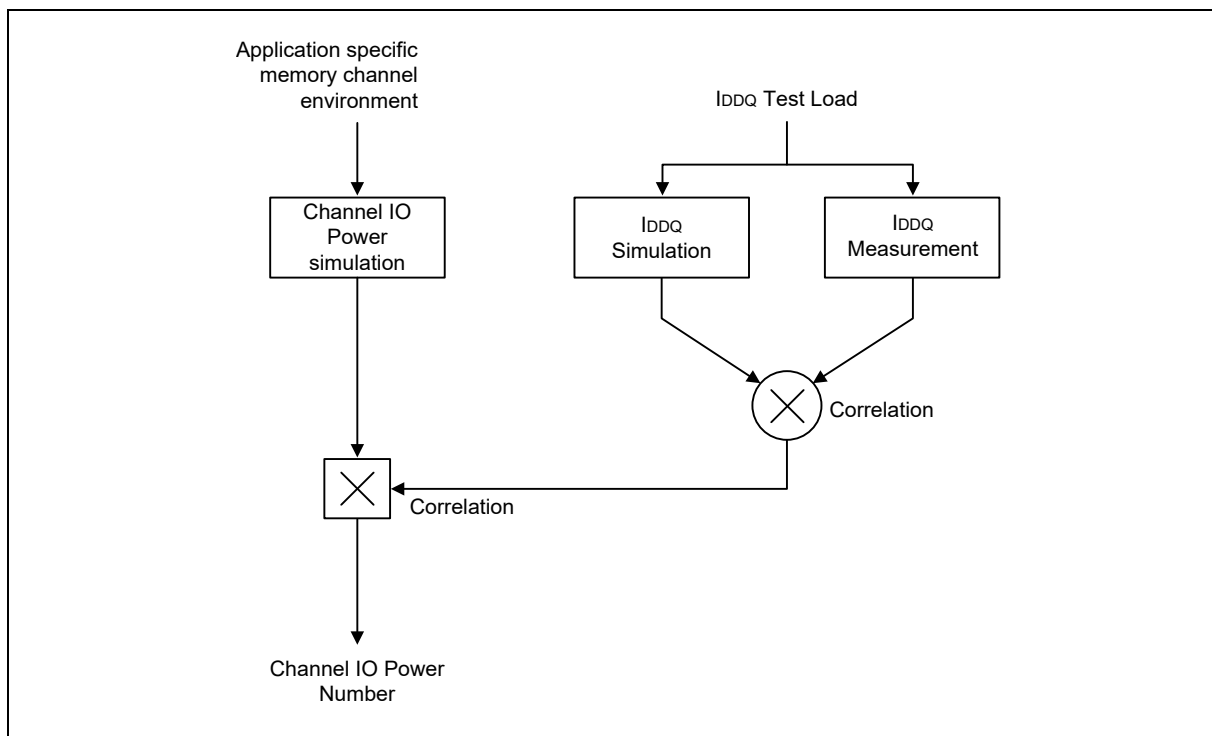 Application specific
memory channel
environment
IDDQ Test Load
Channel IO
Power
simulation
IDDQ
Simulation
IDDQ
Measurement
Correlation
Correlation
Channel IO Power
Number